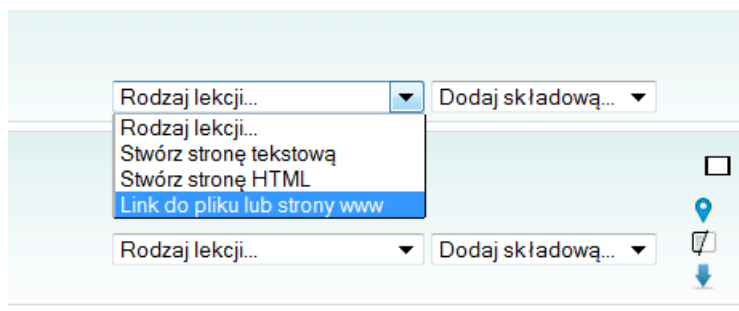 Rodzaj lekcji... Dodaj składową...
Rodzaj lekcji...
Stwórz stronę tekstową
Stwórz stronę HTML
Link do pliku lub strony www
Rodzaj lekcji... Dodaj składową...